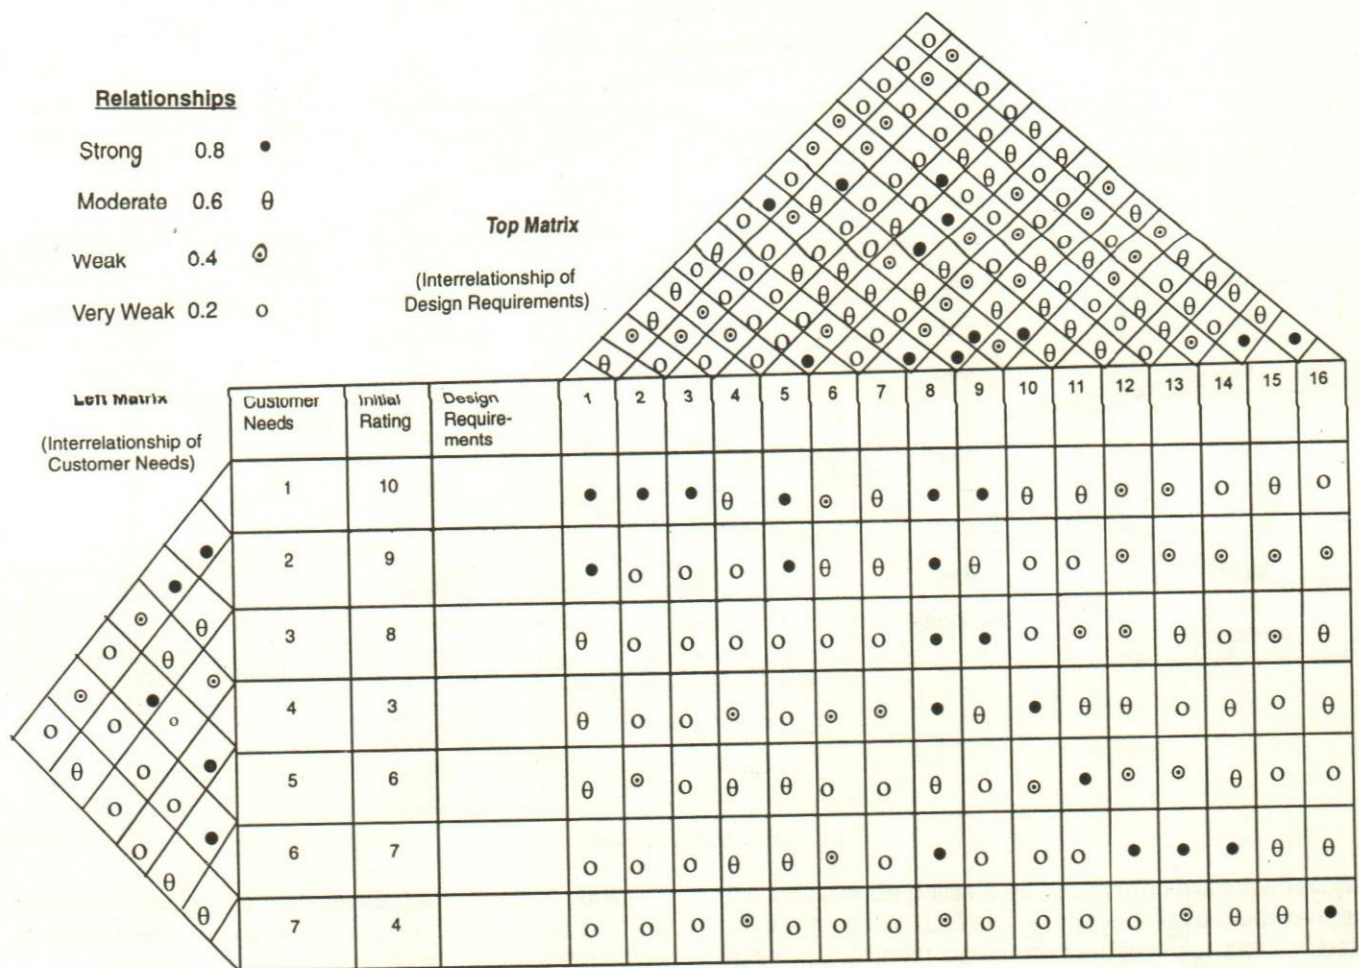 Relationships
Strong 0.8 ●
Moderate 0.6 θ
Weak 0.4 ⊙
Very Weak 0.2 o
Top Matrix
(Interrelationship of
Design Requirements)
Left Matrix
(Interrelationship of
Customer Needs)
Customer Needs
Initial Rating
Design Require-
ments
1 2 3 4 5 6 7 8 9 10 11 12 13 14 15 16
1 10 ● ● ● θ ● ⊙ θ ● ● θ θ ⊙ ⊙ o θ o
2 9 ● o o o ● θ θ ● θ o o ⊙ ⊙ ⊙ ⊙ ⊙
3 8 θ o o o o o o ● ● o ⊙ ⊙ θ o ⊙ θ
4 3 θ o o ⊙ o ⊙ ⊙ ● θ ● θ θ o θ o θ
5 6 θ ⊙ o θ θ o o θ o ⊙ ● ⊙ ⊙ θ o o
6 7 o o o θ θ ⊙ o ● o o o ● ● ● θ θ
7 4 o o o ⊙ o o o ⊙ o o o o ⊙ θ θ ●